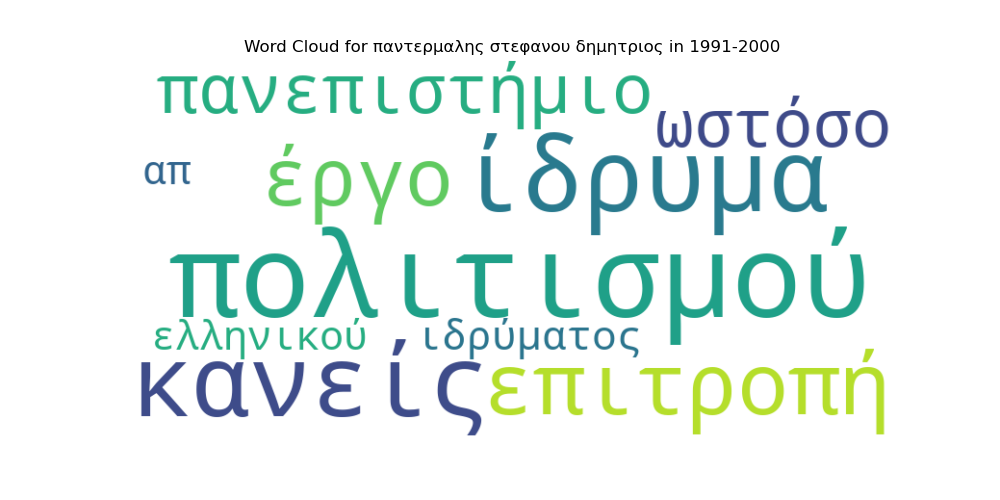 Word Cloud for παντερμαλης στεφανου δημητριος in 1991-2000
πανεπιστήμιο
ωστόσο
απ
έργο
ίδρυμα
πολιτισμού
ελληνικού
ιδρύματος
κανείς
επιτροπή